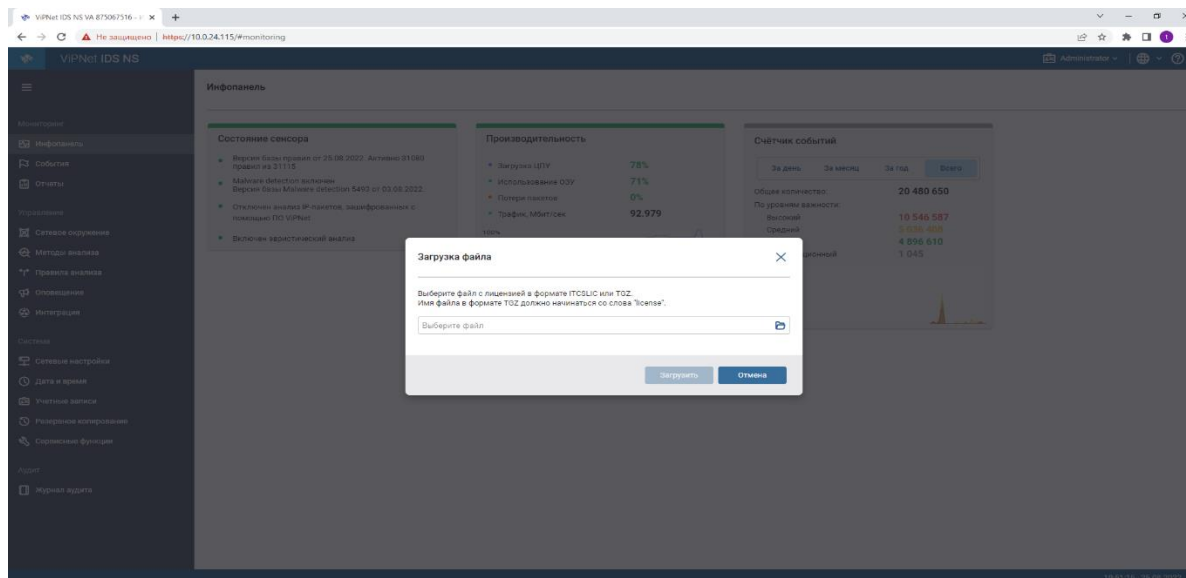 ViPNet IDS NS VA 875067516 -
Не защищено | https://10.0.24.115/#monitoring
ViPNet IDS NS
Administrator
Инфопанель
Мониторинг
Инфопанель
События
Отчеты
Управление
Сетевое окружение
Методы анализа
Правила анализа
Оповещения
Интеграция
Система
Сетевые настройки
Дата и время
Учетные записи
Резервное копирование
Сервисные функции
Аудит
Журнал аудита
Состояние сенсора
Версия базы правил от 25.08.2022. Активно
правил из 31115
Malware detection включен
Версия базы Malware detection 5493 от 03.08.2022
Отключен анализ IP-пакетов, зашифрованных с
помощью ПО ViPNet
Включен эвристический анализ
Производительность
Загрузка ЦПУ 78%
Использование ОЗУ 71%
Потери пакетов 0%
Трафик, Мбит/сек 92.979
100%
Счётчик событий
За день За месяц За год Всего
Общее количество: 20 480 650
По уровням важности:
Высокий 10 546 587
Средний
4 896 610
1 045
Загрузка файла
Выберите файл с лицензией в формате ITCSLIC или TGZ.
Имя файла в формате TGZ должно начинаться со слова "license".
Выберите файл
Загрузить Отмена